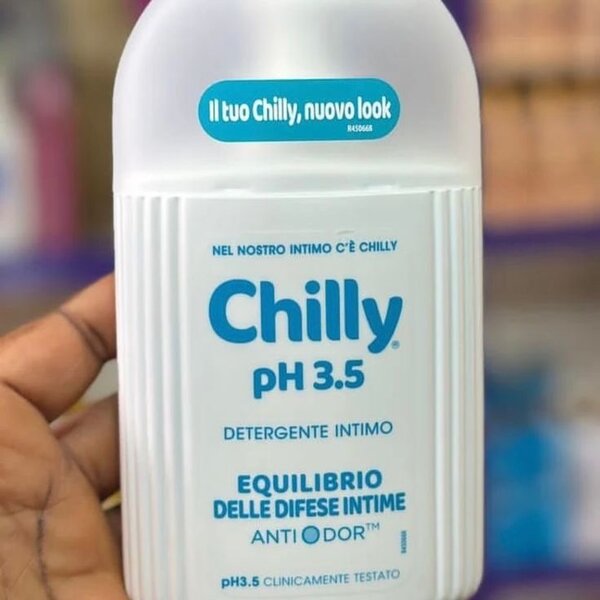 Il tuo Chilly, nuovo look
R450668
NEL NOSTRO INTIMO C'È CHILLY
Chilly®
pH 3.5
DETERGENTE INTIMO
EQUILIBRIO
DELLE DIFESE INTIME
ANTI ODOR™
R450668
pH3.5 CLINICAMENTE TESTATO